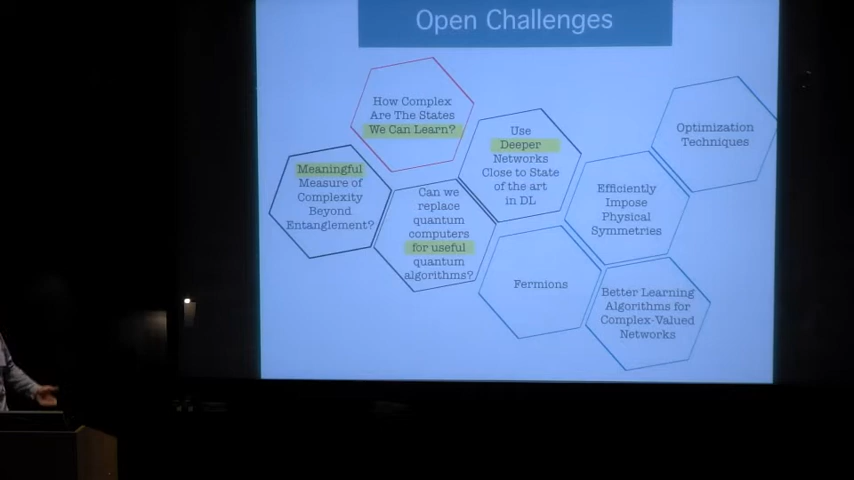 Open Challenges
How Complex
Are The States
We Can Learn?
Meaningful
Measure of
Complexity
Beyond
Entanglement?
Can we
replace
quantum
computers
for useful
quantum
algorithms?
Use
Deeper
Networks
Close to State
of the art
in DL
Efficiently
Impose
Physical
Symmetries
Optimization
Techniques
Fermions
Better Learning
Algorithms for
Complex-Valued
Networks